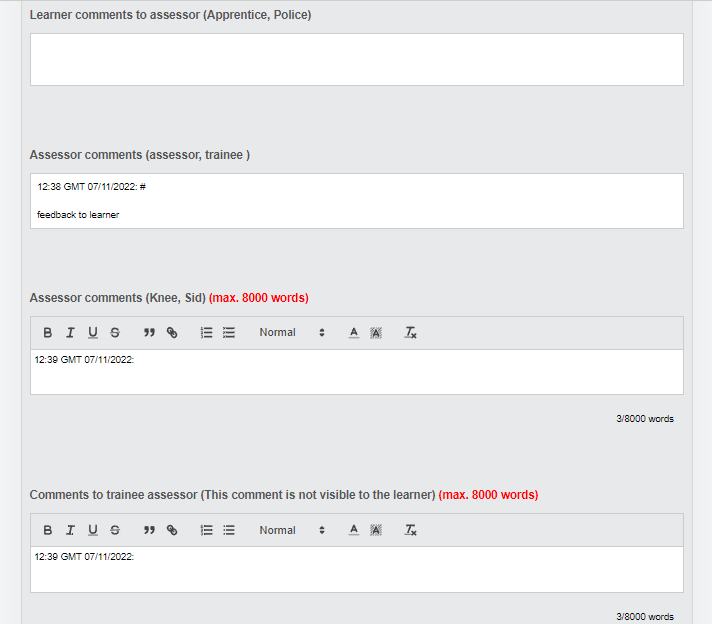 Learner comments to assessor (Apprentice, Police)
Assessor comments (assessor, trainee )
12:38 GMT 07/11/2022: #
feedback to learner
Assessor comments (Knee, Sid) (max. 8000 words)
B I U S Normal A A Tx
12:39 GMT 07/11/2022:
3/8000 words
Comments to trainee assessor (This comment is not visible to the learner) (max. 8000 words)
B I U S Normal A A Tx
12:39 GMT 07/11/2022:
3/8000 words